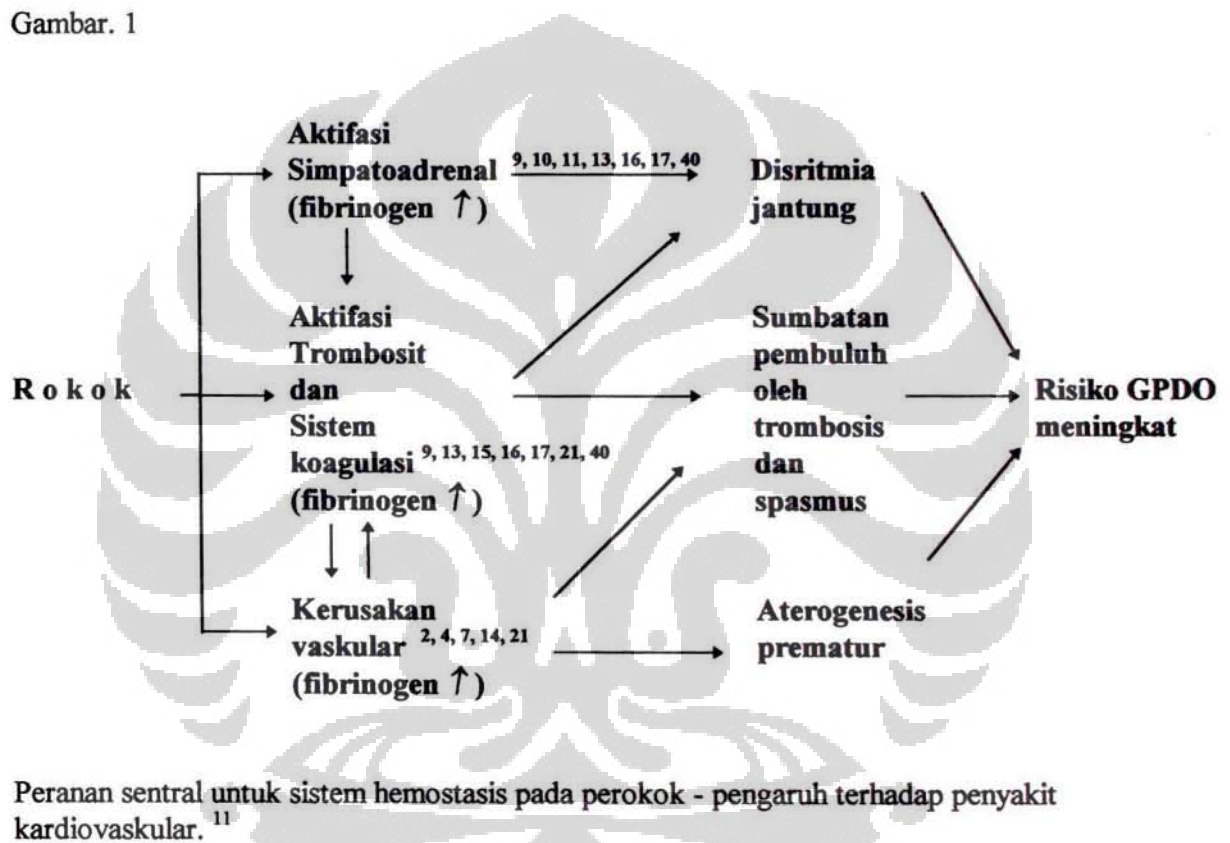 Gambar. 1
Aktifasi
Simpatoadrenal 9, 10, 11, 13, 16, 17, 40
(fibrinogen ↑)
Disritmia
jantung
Aktifasi
Trombosit
dan
Sistem
koagulasi 9, 13, 15, 16, 17, 21, 40
(fibrinogen ↑)
Sumbatan
pembuluh
oleh
trombosis
dan
spasmus
Rokok
Risiko GPDO
meningkat
Kerusakan
vaskular 2, 4, 7, 14, 21
(fibrinogen ↑)
Aterogenesis
prematur
Peranan sentral untuk sistem hemostasis pada perokok - pengaruh terhadap penyakit
kardiovaskular. 11